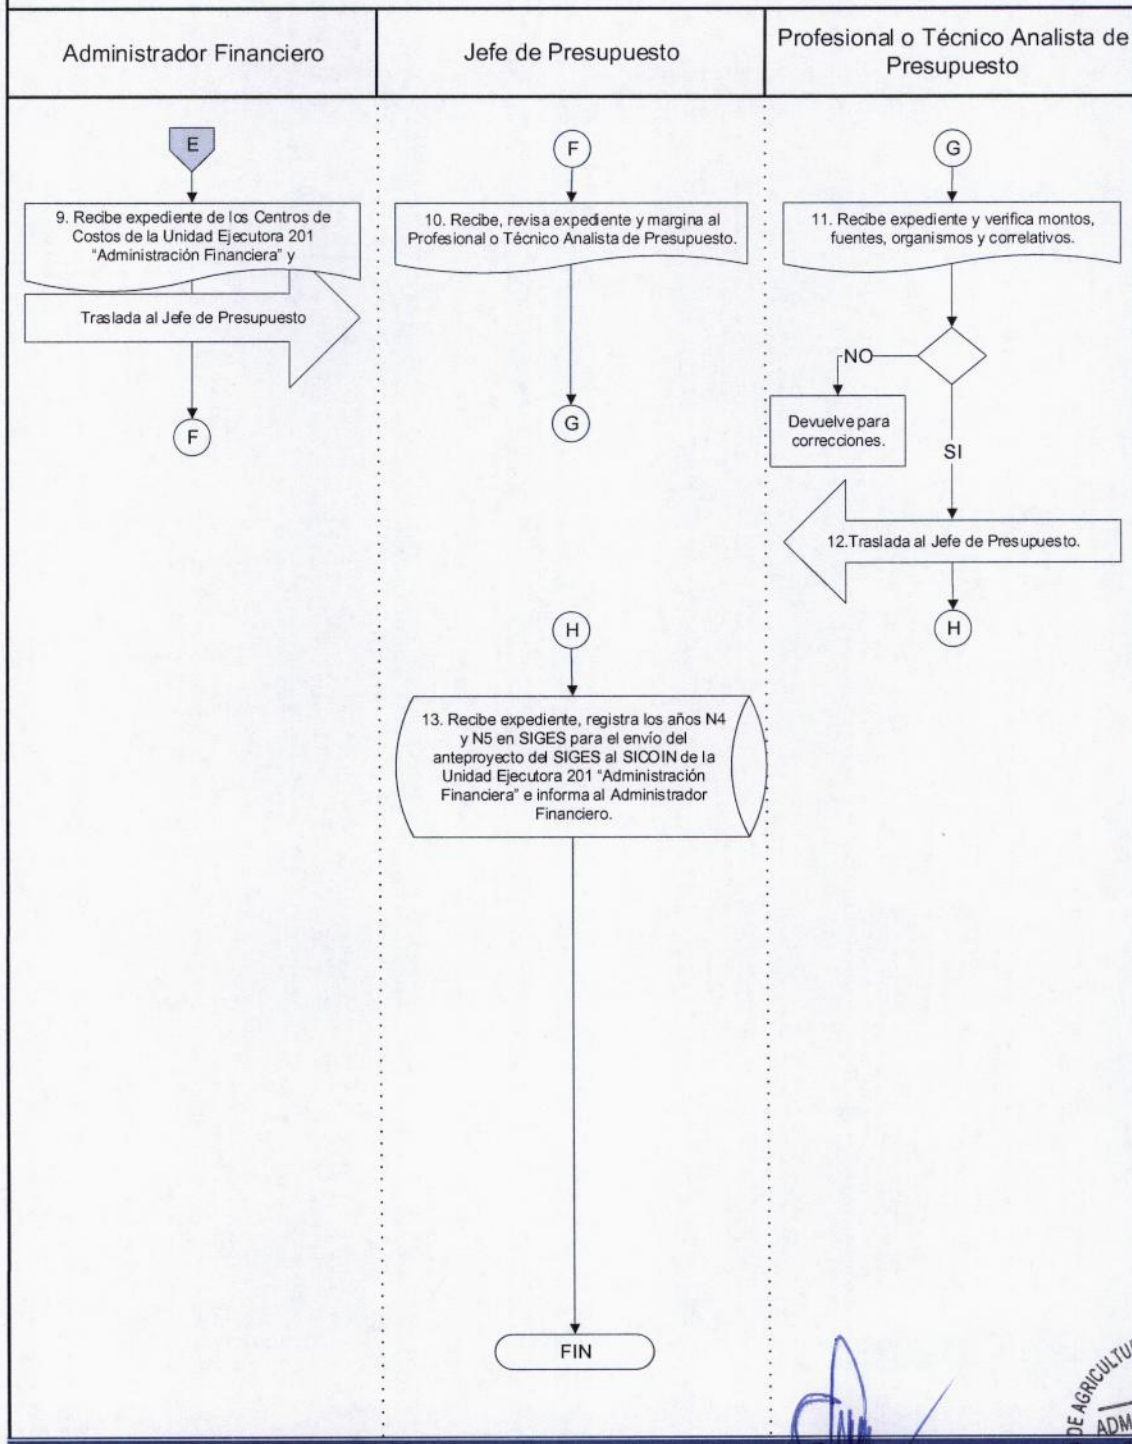 Administrador Financiero
Jefe de Presupuesto
Profesional o Técnico Analista de
Presupuesto
E
9. Recibe expediente de los Centros de
Costos de la Unidad Ejecutora 201
"Administración Financiera" y
Traslada al Jefe de Presupuesto
F
F
10. Recibe, revisa expediente y margina al
Profesional o Técnico Analista de Presupuesto.
G
G
11. Recibe expediente y verifica montos,
fuentes, organismos y correlativos.
NO
Devuelve para
correcciones.
SI
12.Traslada al Jefe de Presupuesto.
H
H
13. Recibe expediente, registra los años N4
y N5 en SIGES para el envío del
anteproyecto del SIGES al SICOIN de la
Unidad Ejecutora 201 "Administración
Financiera" e informa al Administrador
Financiero.
FIN
DE AGRICULTU
ADM